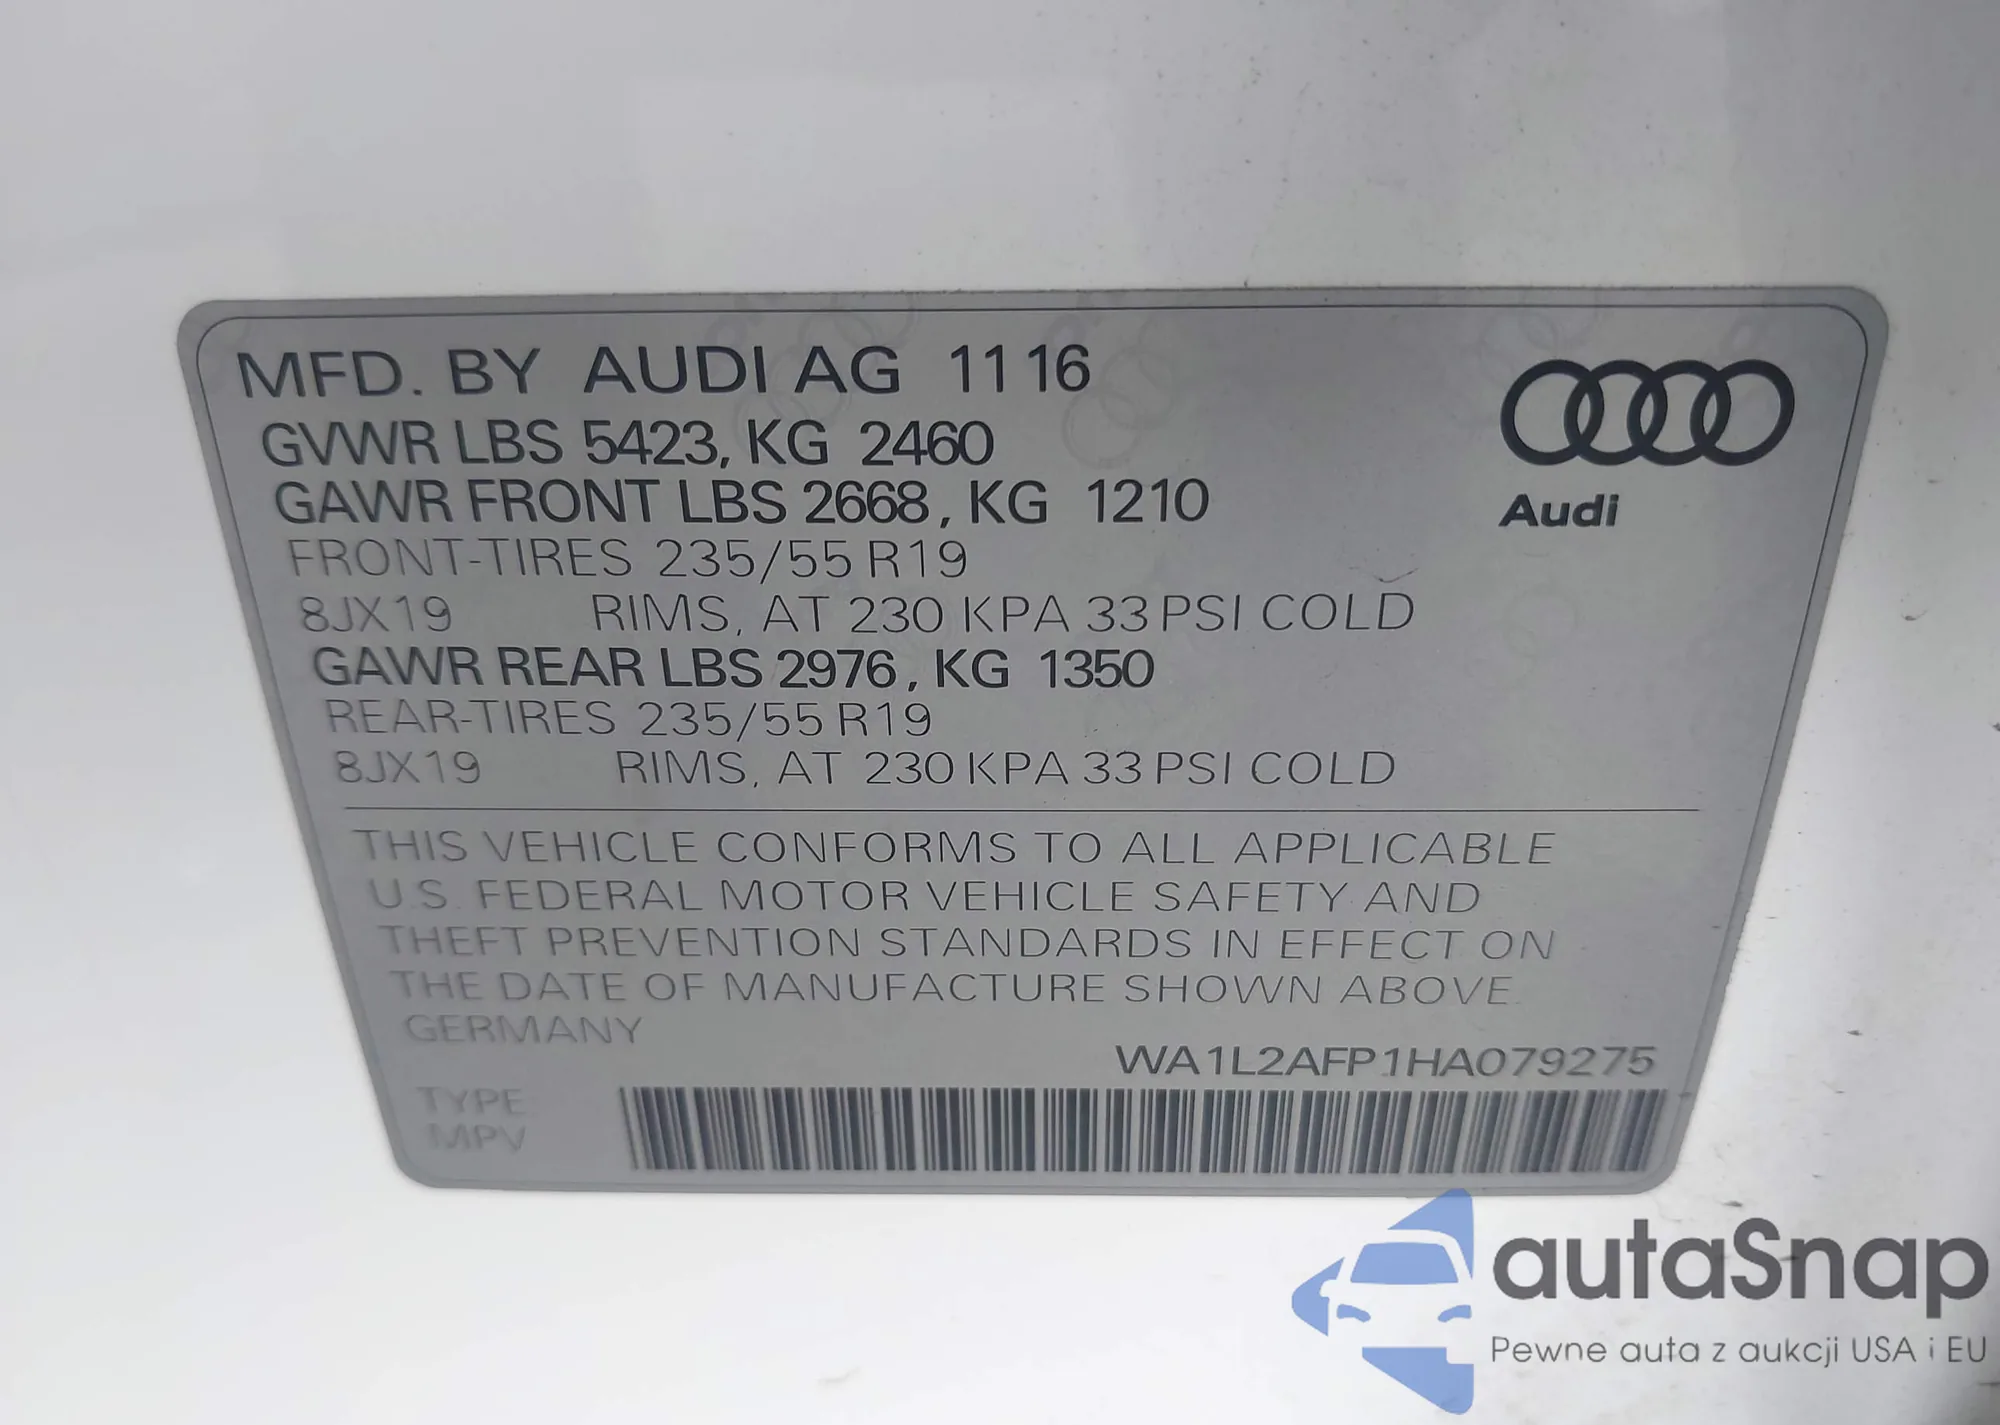 MFD. BY AUDI AG 11 16
GVWR LBS 5423, KG 2460
GAWR FRONT LBS 2668, KG 1210
FRONT-TIRES 235/55 R19
8JX19 RIMS, AT 230 KPA 33 PSI COLD
GAWR REAR LBS 2976, KG 1350
REAR-TIRES 235/55 R19
8JX19 RIMS, AT 230 KPA 33 PSI COLD
Audi
THIS VEHICLE CONFORMS TO ALL APPLICABLE
U.S. FEDERAL MOTOR VEHICLE SAFETY AND
THEFT PREVENTION STANDARDS IN EFFECT ON
THE DATE OF MANUFACTURE SHOWN ABOVE.
GERMANY
WA1L2AFP1HA079275
TYPE
MPV
autaSnap
Pewne auta z aukcji USA i EU